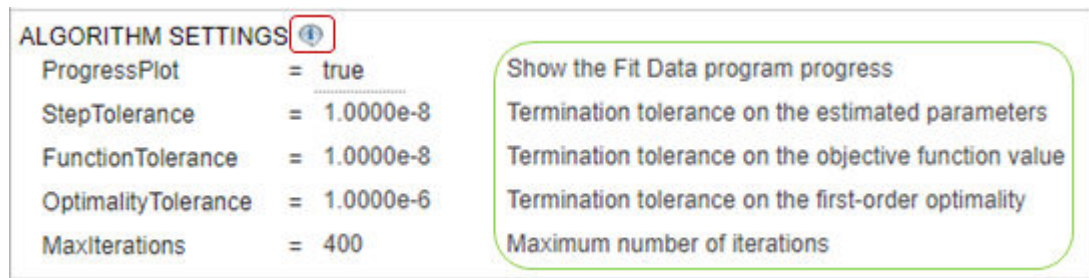 ALGORITHM SETTINGS
ProgressPlot = true Show the Fit Data program progress
StepTolerance = 1.0000e-8 Termination tolerance on the estimated parameters
FunctionTolerance = 1.0000e-8 Termination tolerance on the objective function value
OptimalityTolerance = 1.0000e-6 Termination tolerance on the first-order optimality
MaxIterations = 400 Maximum number of iterations